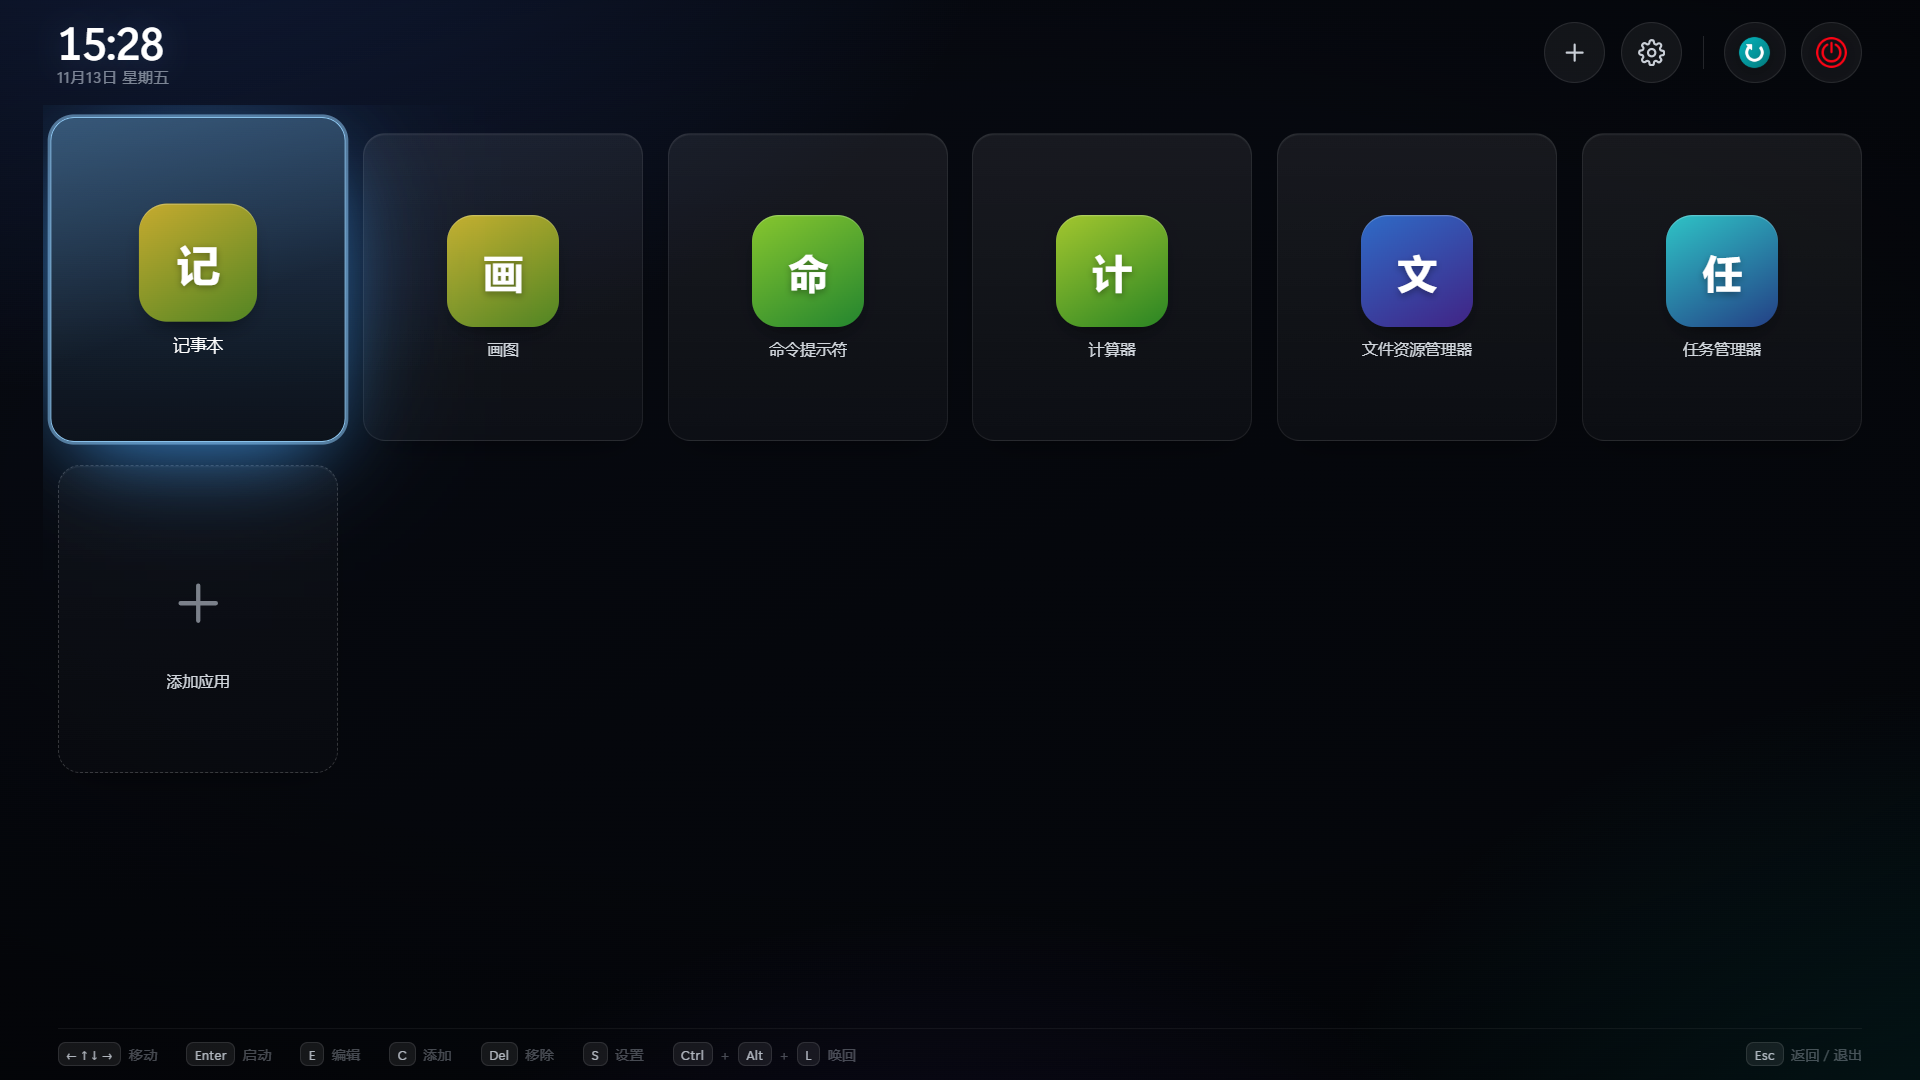 15:28
11月13日 星期五
记
记事本
画
画图
命
命令提示符
计
计算器
文
文件资源管理器
任
任务管理器
添加应用
←↑↓→ 移动 Enter 启动 E 编辑 C 添加 Del 移除 S 设置 Ctrl + Alt + L 唤回 Esc 返回 / 退出